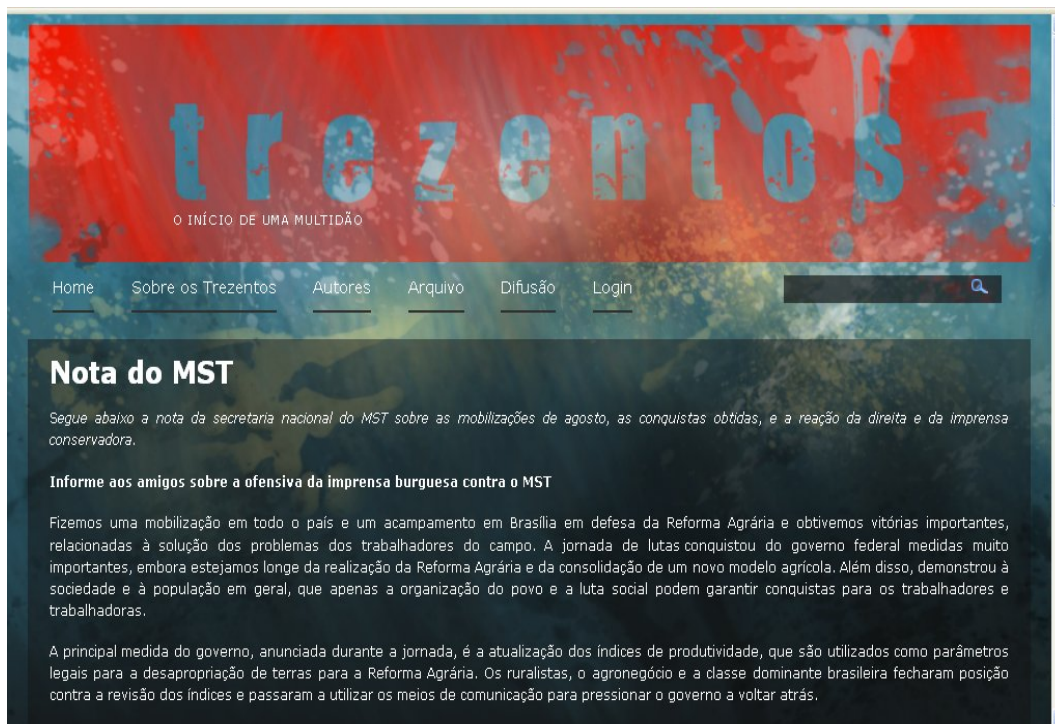 trezentos
O INÍCIO DE UMA MULTIDÃO
Home Sobre os Trezentos Autores Arquivo Difusão Login
Nota do MST
Segue abaixo a nota da secretaria nacional do MST sobre as mobilizações de agosto, as conquistas obtidas, e a reação da direita e da imprensa
conservadora.
Informe aos amigos sobre a ofensiva da imprensa burguesa contra o MST
Fizemos uma mobilização em todo o país e um acampamento em Brasília em defesa da Reforma Agrária e obtivemos vitórias importantes,
relacionadas à solução dos problemas dos trabalhadores do campo. A jornada de lutas conquistou do governo federal medidas muito
importantes, embora estejamos longe da realização da Reforma Agrária e da consolidação de um novo modelo agrícola. Além disso, demonstrou à
sociedade e à população em geral, que apenas a organização do povo e a luta social podem garantir conquistas para os trabalhadores e
trabalhadoras.
A principal medida do governo, anunciada durante a jornada, é a atualização dos índices de produtividade, que são utilizados como parâmetros
legais para a desapropriação de terras para a Reforma Agrária. Os ruralistas, o agronegócio e a classe dominante brasileira fecharam posição
contra a revisão dos índices e passaram a utilizar os meios de comunicação para pressionar o governo a voltar atrás.